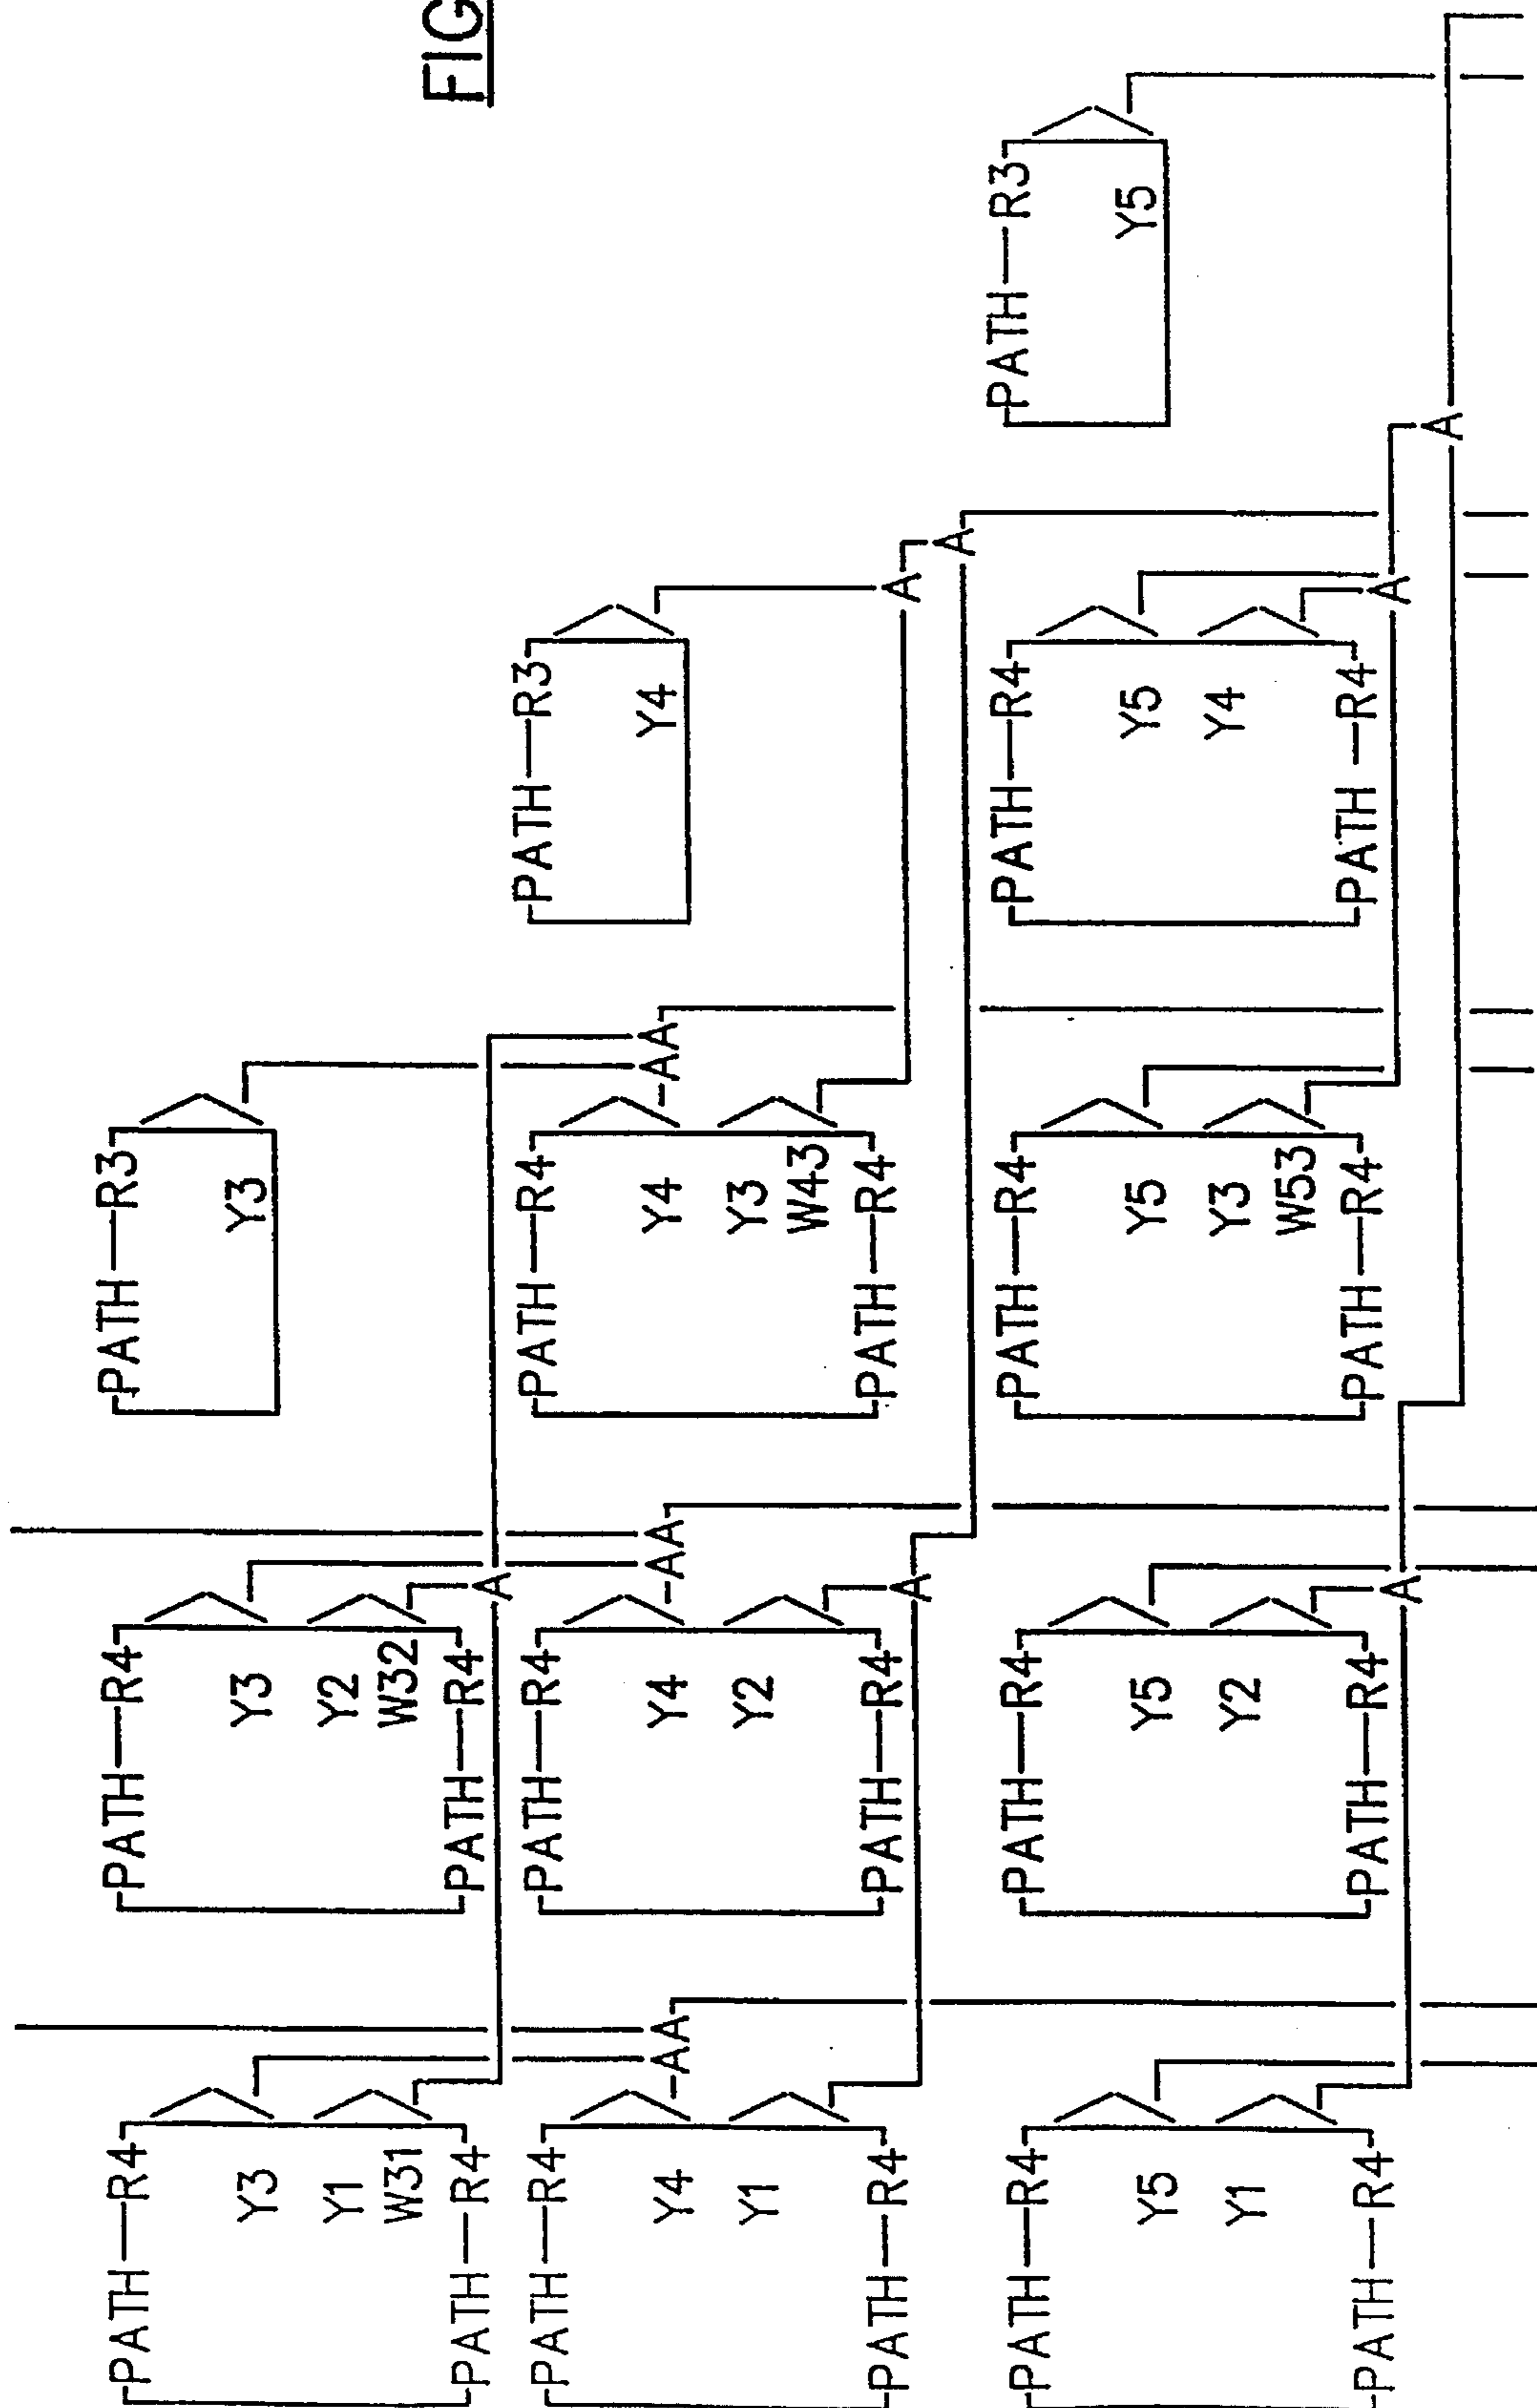 PATH—R4 PATH—R4 PATH—R3
Y3 Y3 Y3
Y1 Y2
W31 W32
PATH—R4 PATH—R4 FIG
A
PATH—R4 PATH—R4 PATH—R4 PATH—R3
Y4 AA Y4 AA Y4 AA Y4
Y1 Y2 Y3
W43
PATH—R4 PATH—R4 PATH—R4
A A
A
PATH—R4 PATH—R4 PATH—R4 PATH—R4 PATH—R3
Y5 Y5 Y5 Y5 Y5
Y1 Y2 Y3 Y4
W53
PATH—R4 PATH—R4 PATH—R4 PATH—R4
A A
A